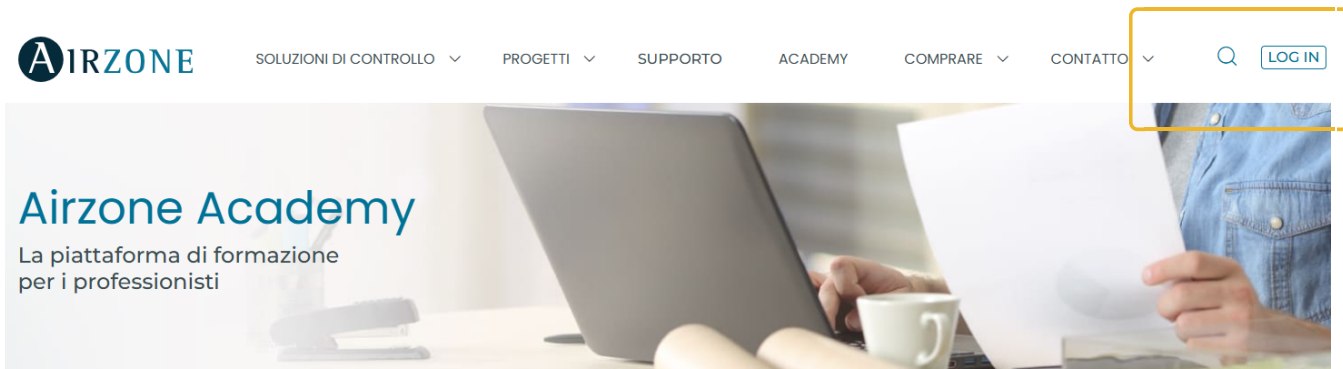 AIRZONE
SOLUZIONI DI CONTROLLO PROGETTI SUPPORTO ACADEMY COMPRARE CONTATTO LOG IN
Airzone Academy
La piattaforma di formazione
per i professionisti